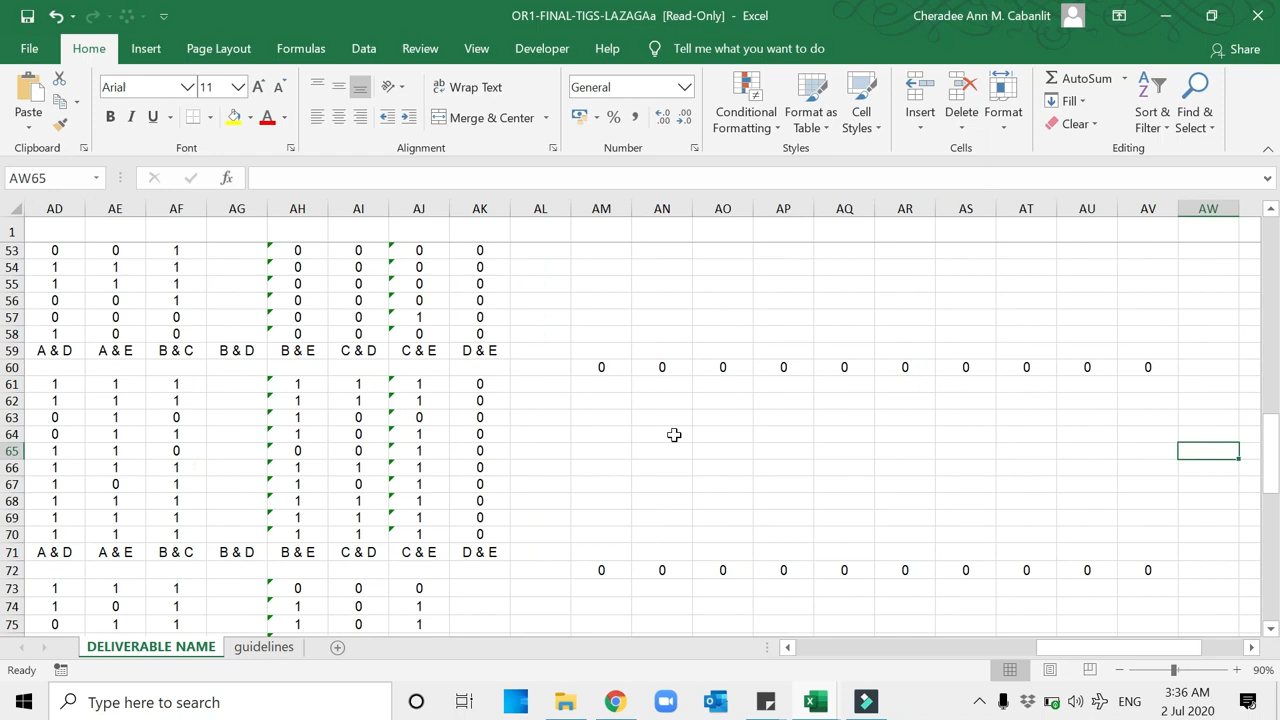 OR1-FINAL-TIGS-LAZAGAa [Read-Only] - Excel
Cheradee Ann M. Cabanlit
File Home Insert Page Layout Formulas Data Review View Developer Help Tell me what you want to do Share
Paste Arial 11 A A Wrap Text General Conditional Formatting Format as Table Cell Styles Insert Delete Format AutoSum Sort & Filter Find & Select
B I U A Merge & Center % , Fill
Clear
Clipboard Font Alignment Number Styles Cells Editing
AW65 fx
AD AE AF AG AH AI AJ AK AL AM AN AO AP AQ AR AS AT AU AV AW
1
53 0 0 1 0 0 0 0
54 1 1 1 0 0 0 0
55 1 1 1 0 0 0 0
56 0 0 1 0 0 0 0
57 0 0 0 0 0 1 0
58 1 0 0 0 0 0 0
59 A & D A & E B & C B & D B & E C & D C & E D & E
60 0 0 0 0 0 0 0 0 0 0
61 1 1 1 1 1 1 0
62 1 1 1 1 1 1 0
63 0 1 0 1 0 0 0
64 0 1 1 1 0 1 0
65 1 1 0 0 0 1 0
66 1 1 1 1 1 1 0
67 1 0 1 1 0 1 0
68 1 1 1 1 1 1 0
69 1 1 1 1 1 1 0
70 1 1 1 1 1 1 0
71 A & D A & E B & C B & D B & E C & D C & E D & E
72 0 0 0 0 0 0 0 0 0 0
73 1 1 1 0 0 0
74 1 0 1 1 0 1
75 0 1 1 1 0 1
DELIVERABLE NAME guidelines
Ready 90%
Type here to search ENG 3:36 AM
2 Jul 2020